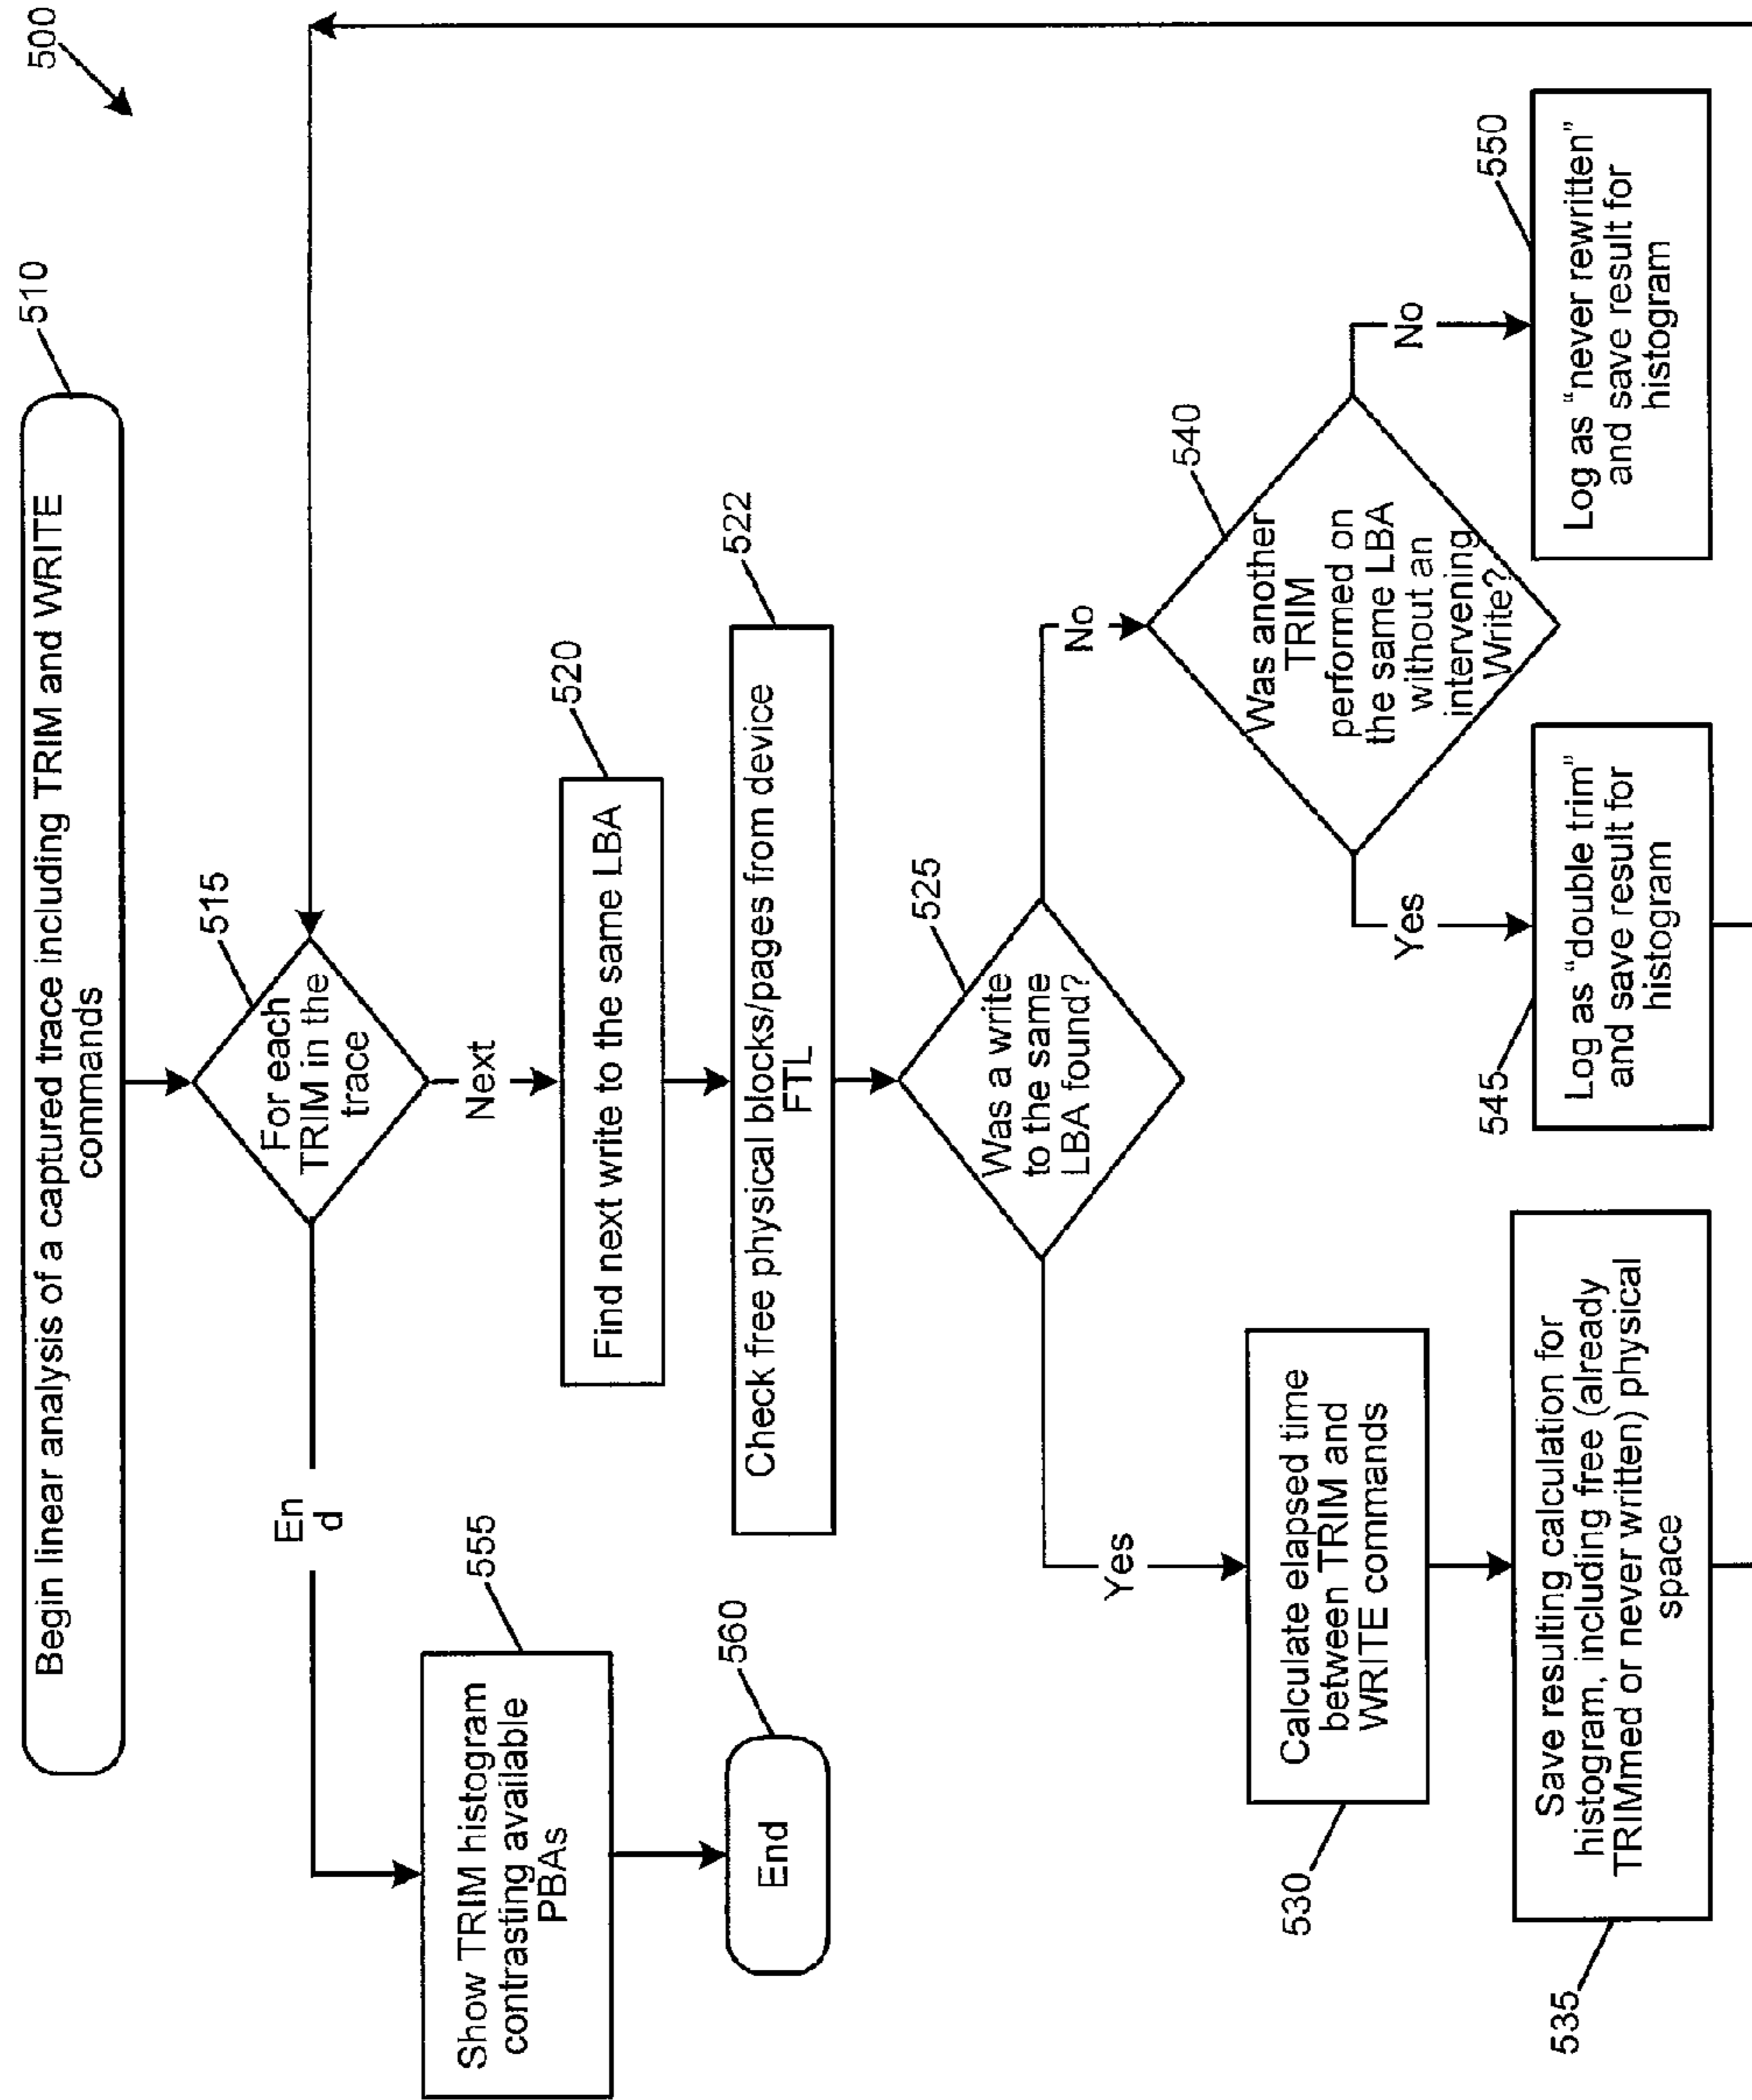 500
510
Begin linear analysis of a captured trace including TRIM and WRITE
commands
515
For each
TRIM in the
trace
Next
En
d
520
Find next write to the same LBA
522
Check free physical blocks/pages from device
FTL
525
Was a write
to the same
LBA found?
Yes
No
555
Show TRIM histogram
contrasting available
PBAs
560
End
530
Calculate elapsed time
between TRIM and
WRITE commands
535
Save resulting calculation for
histogram, including free (already
TRIMmed or never written) physical
space
540
Was another
TRIM
performed on
the same LBA
without an
intervening
Write?
Yes
No
545
Log as "double trim"
and save result for
histogram
550
Log as "never rewritten"
and save result for
histogram